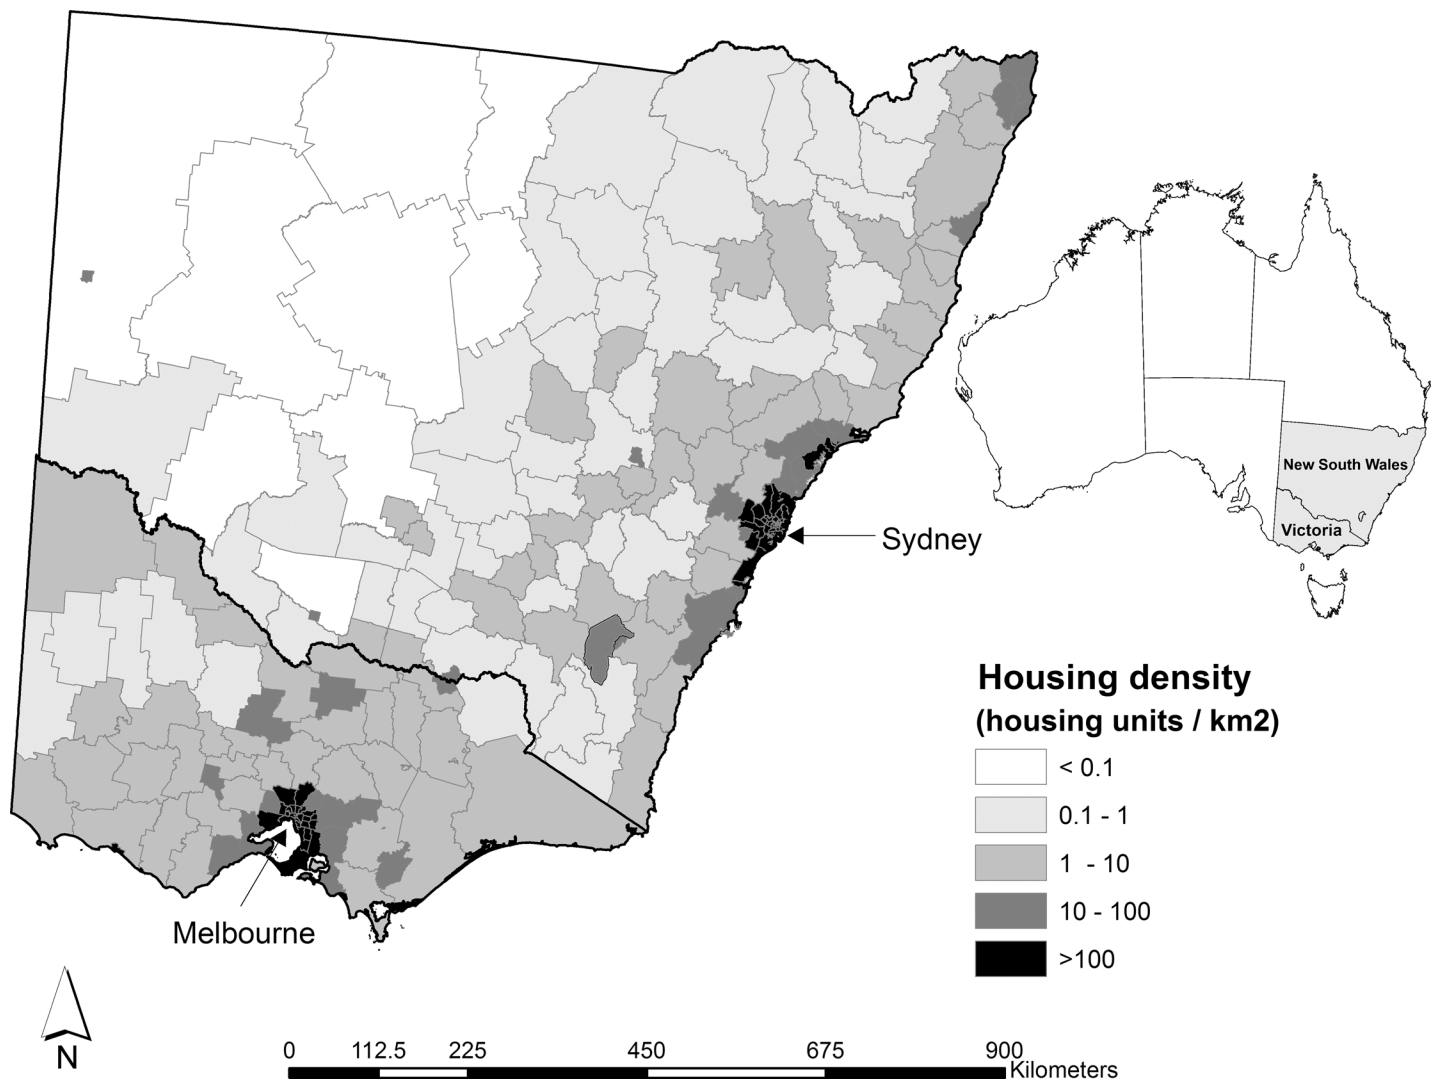 New South Wales
Victoria
Sydney
Housing density
(housing units / km2)
< 0.1
0.1 - 1
1 - 10
10 - 100
>100
Melbourne
N
0 112.5 225 450 675 900
Kilometers